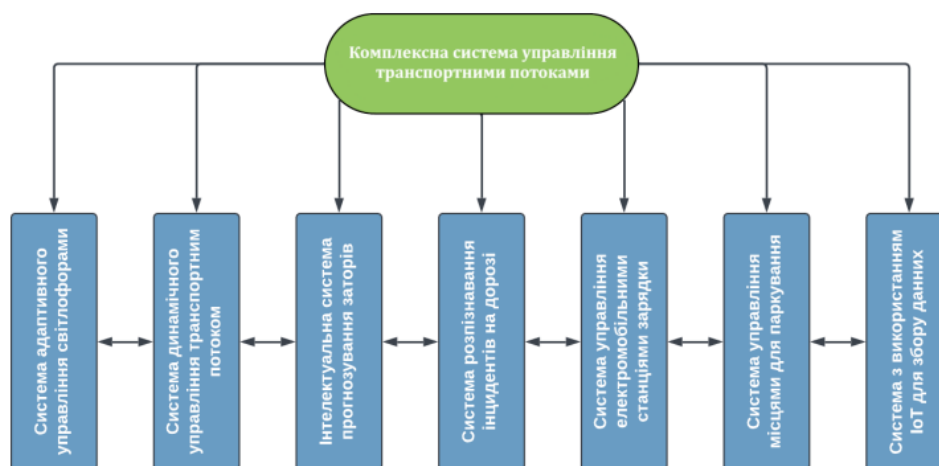 Комплексна система управління
транспортними потоками
Система адаптивного
управління світлофорами
Система динамічного
управління транспортним
потоком
Інтелектуальна система
прогнозування заторів
Система розпізнавання
інцидентів на дорозі
Система управління
електромобільними
станціями зарядки
Система управління
місцями для паркування
Система з використанням
IoT для збору данних